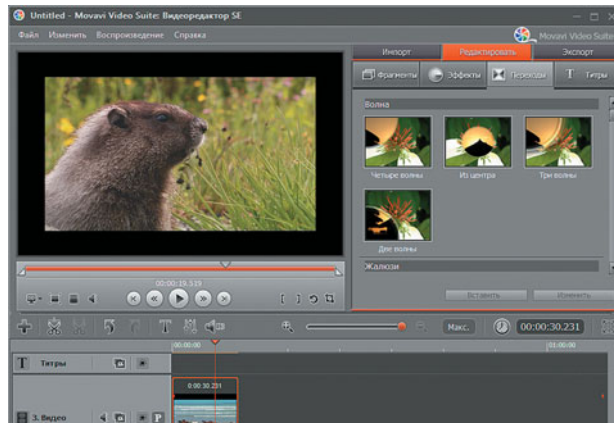 Untitled - Movavi Video Suite: Видеоредактор SE
Файл Изменить Воспроизведение Справка
Movavi Video Suite
Импорт Редактировать Экспорт
Фрагменты Эффекты Переходы T Титры
Волна
Четыре волны Из центра Три волны
Две волны
Жалюзи
00:00:19.519
Вставить Изменить
T Макс. 00:00:30.231
00:00:00 01:00:00
T Титры
0:00:30.231
3. Видео P